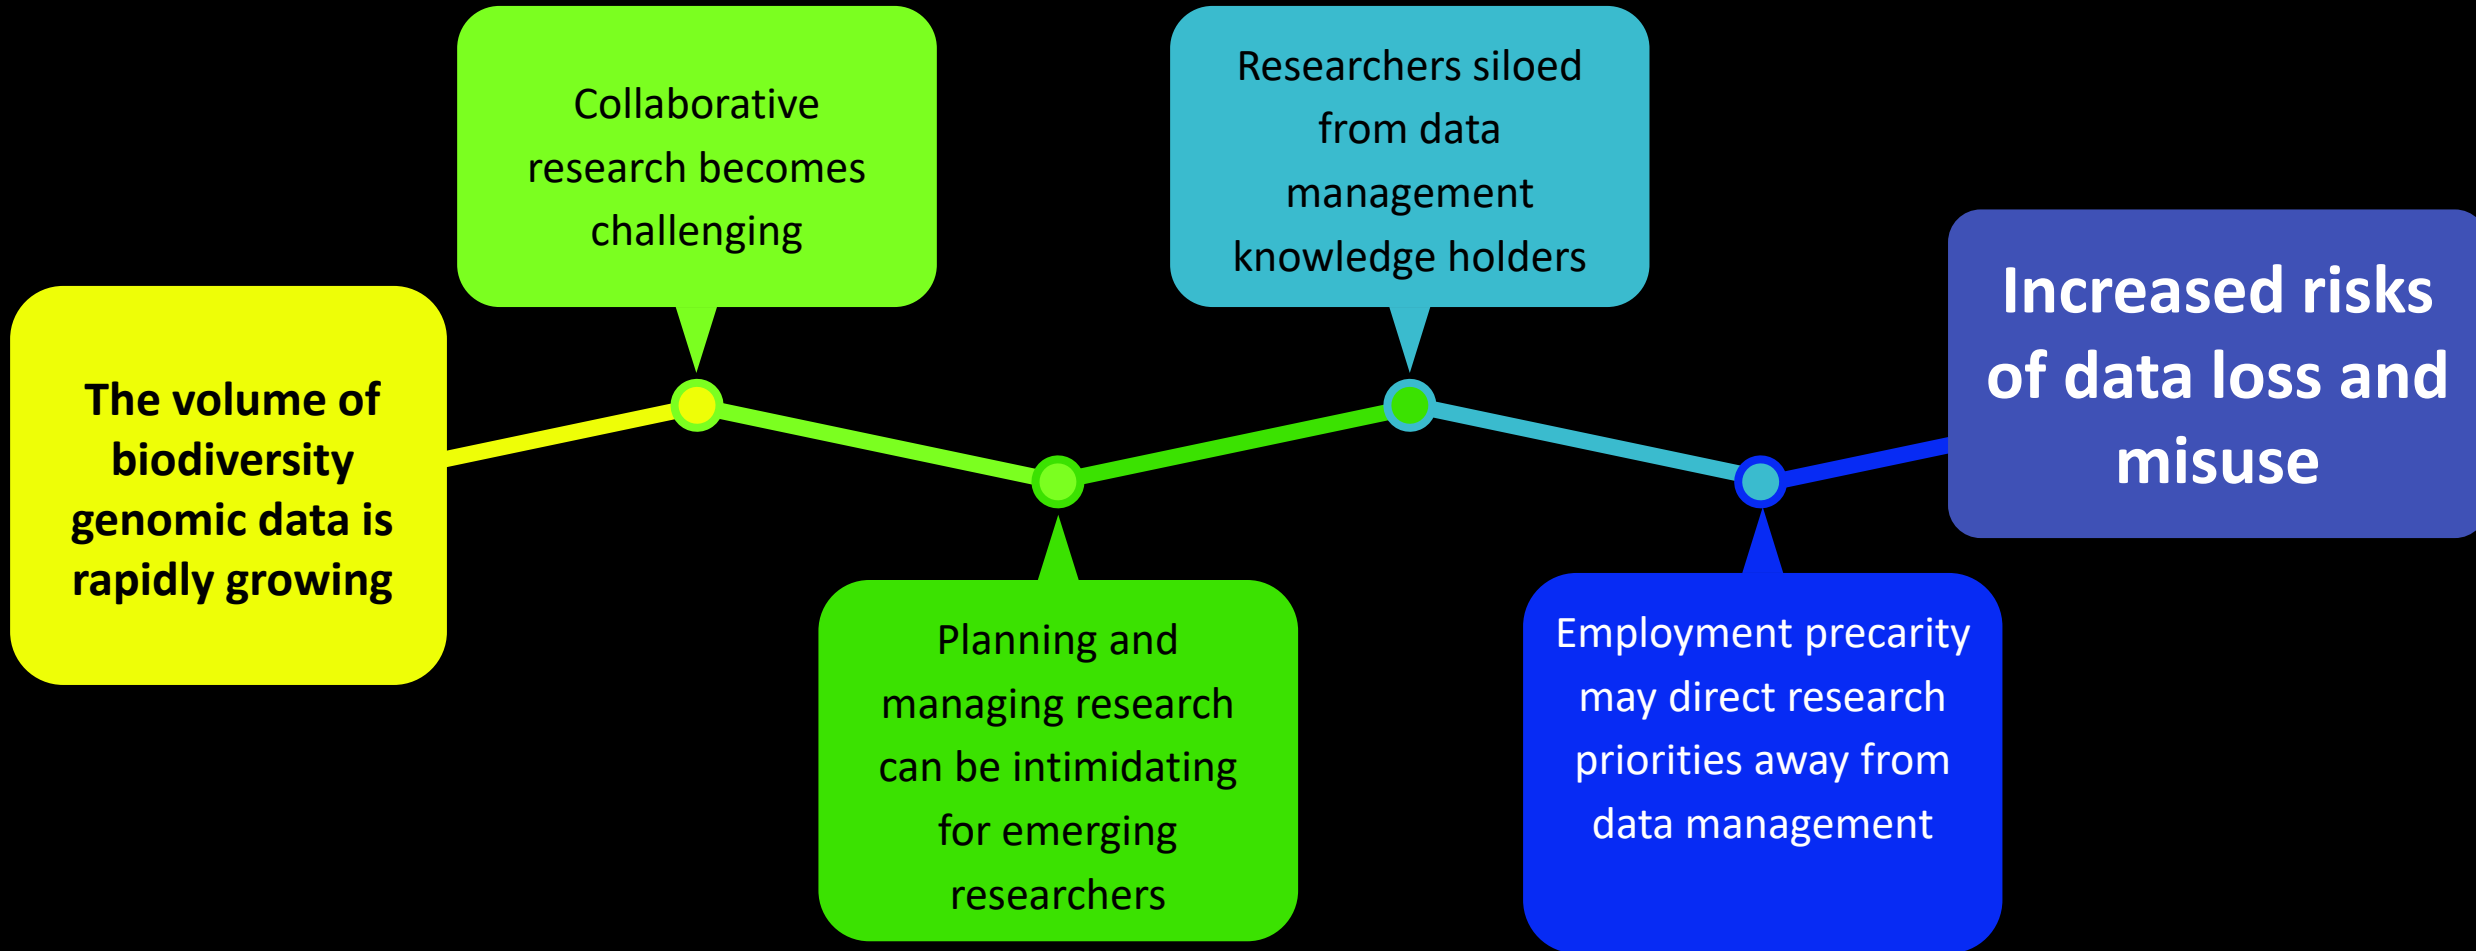 The volume of
biodiversity
genomic data is
rapidly growing
Collaborative
research becomes
challenging
Planning and
managing research
can be intimidating
for emerging
researchers
Researchers siloed
from data
management
knowledge holders
Employment precarity
may direct research
priorities away from
data management
Increased risks
of data loss and
misuse